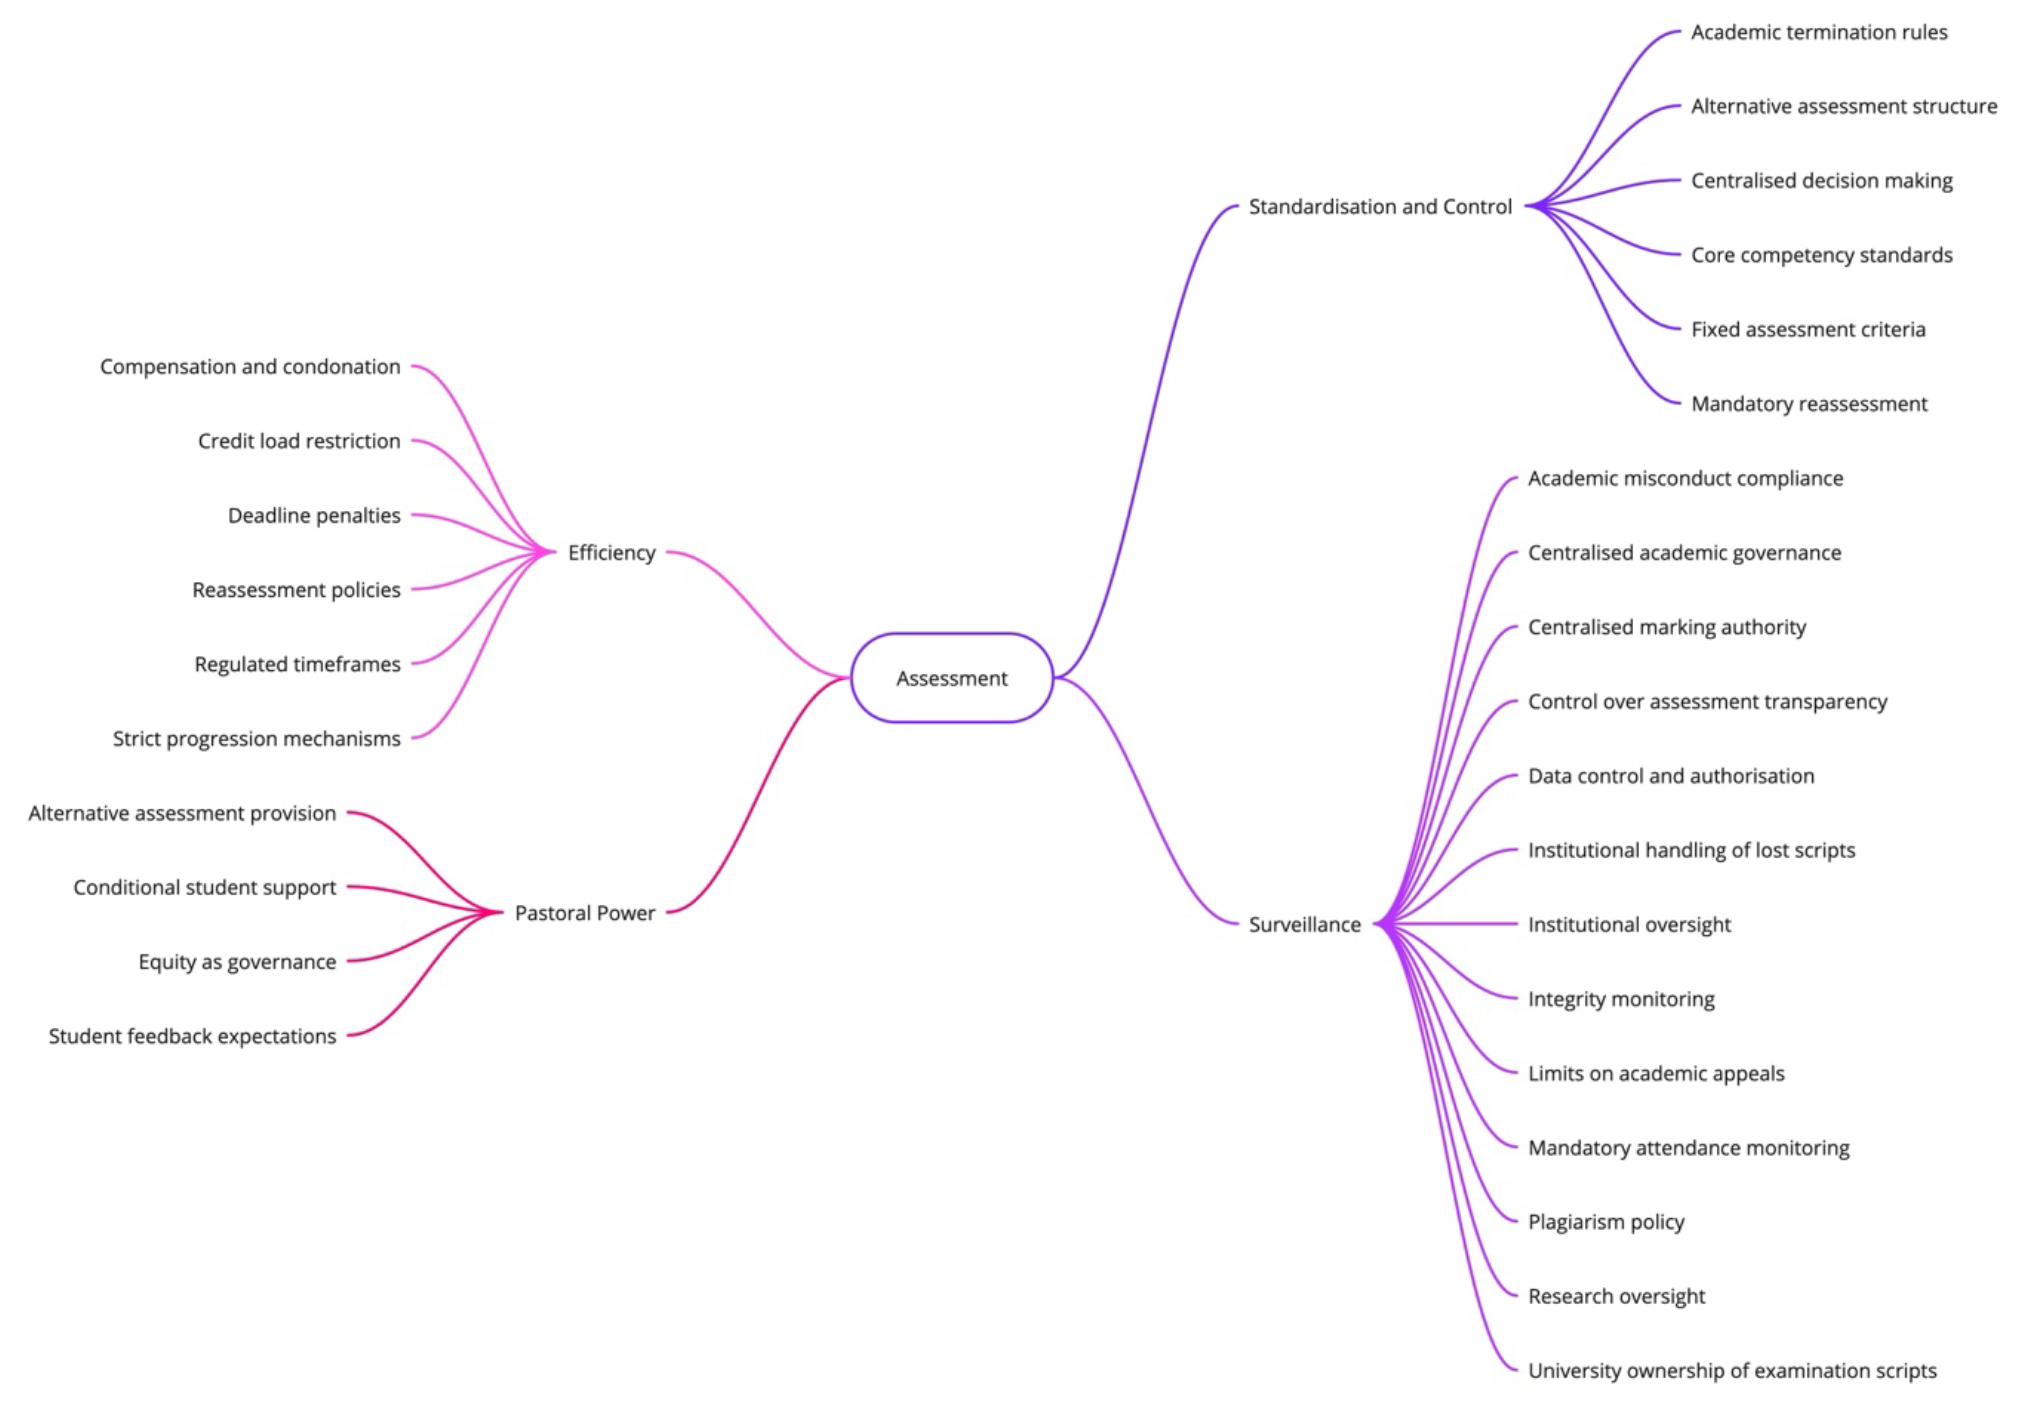 Assessment
Standardisation and Control
Academic termination rules
Alternative assessment structure
Centralised decision making
Core competency standards
Fixed assessment criteria
Mandatory reassessment
Surveillance
Academic misconduct compliance
Centralised academic governance
Centralised marking authority
Control over assessment transparency
Data control and authorisation
Institutional handling of lost scripts
Institutional oversight
Integrity monitoring
Limits on academic appeals
Mandatory attendance monitoring
Plagiarism policy
Research oversight
University ownership of examination scripts
Efficiency
Compensation and condonation
Credit load restriction
Deadline penalties
Reassessment policies
Regulated timeframes
Strict progression mechanisms
Pastoral Power
Alternative assessment provision
Conditional student support
Equity as governance
Student feedback expectations